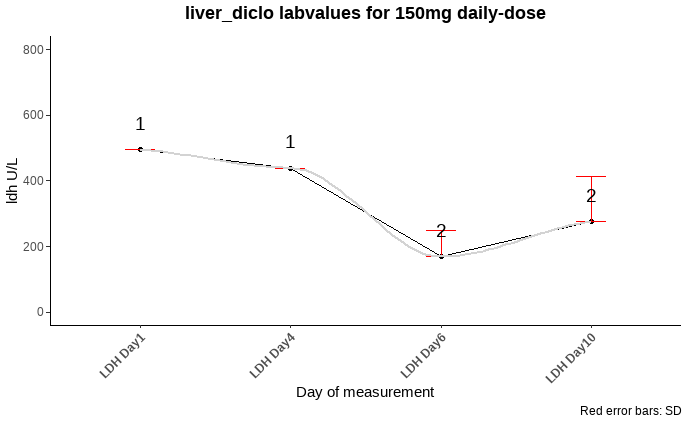 liver_diclo labvalues for 150mg daily-dose
800
600
400
200
0
ldh U/L
1
1
2
2
LDH Day1
LDH Day4
LDH Day6
LDH Day10
Day of measurement
Red error bars: SD